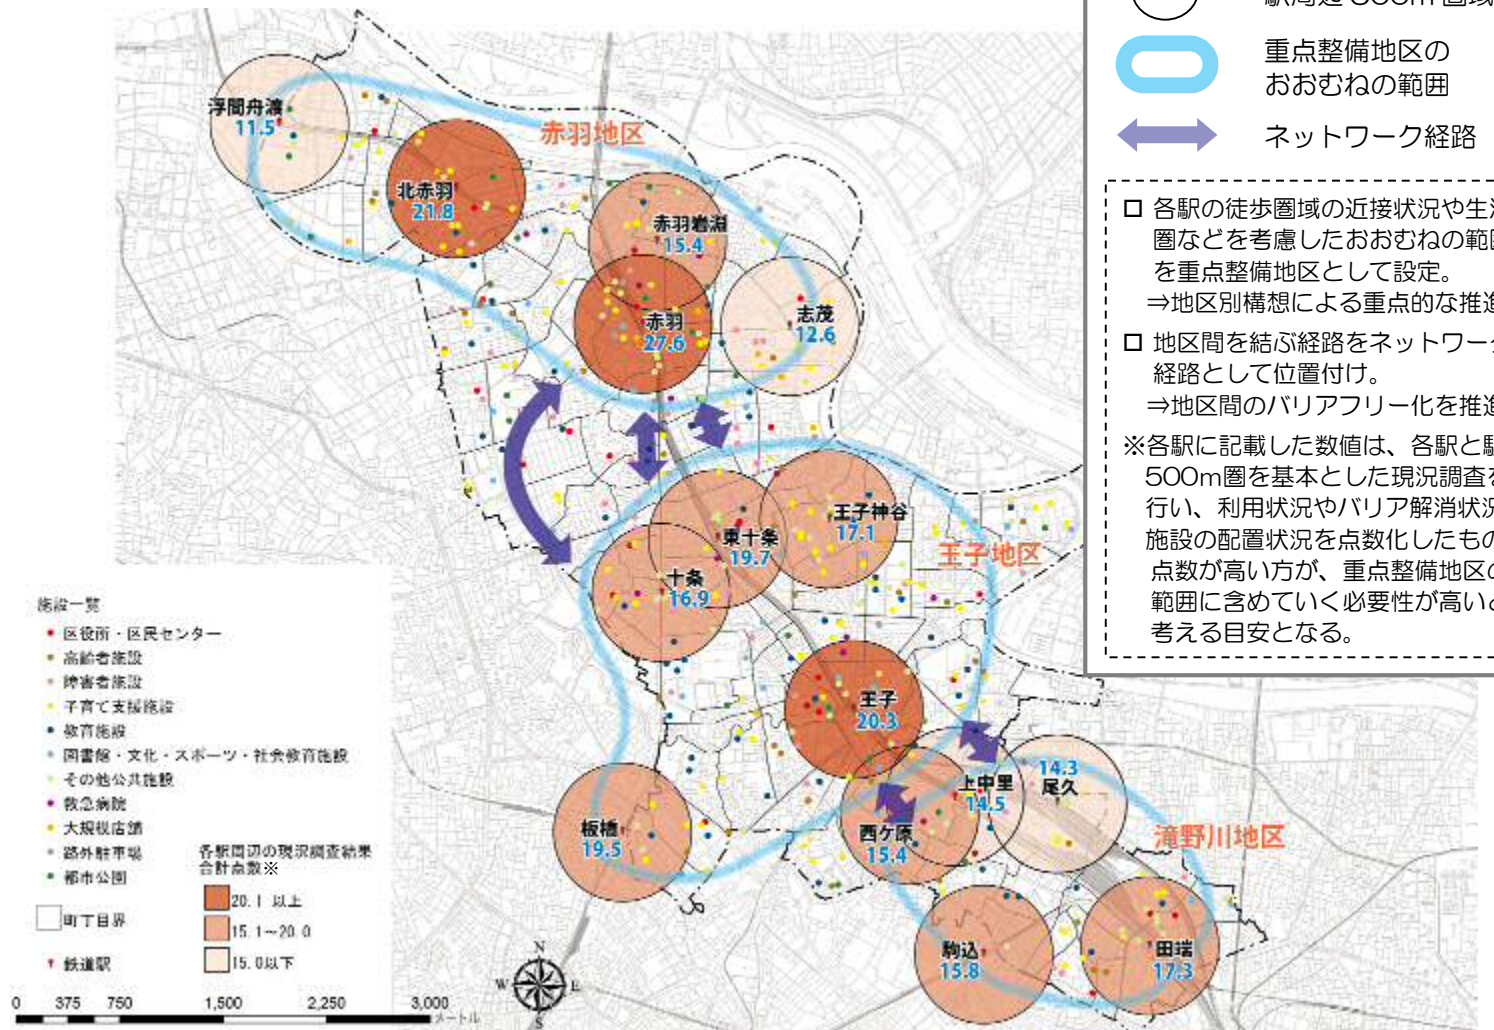 駅周辺500m圏域
重点整備地区の
おおむねの範囲
ネットワーク経路
各駅の徒歩圏域の近接状況や生活
圏などを考慮したおおむねの範囲
を重点整備地区として設定。
⇒地区別構想による重点的な推進
地区間を結ぶ経路をネットワーク
経路として位置付け。
⇒地区間のバリアフリー化を推進
※各駅に記載した数値は、各駅と駅
500m圏を基本とした現況調査を
行い、利用状況やバリア解消状況
施設の配置状況を点数化したもの
点数が高い方が、重点整備地区の
範囲に含めていく必要性が高いと
考える目安となる。
浮間舟渡
11.5
北赤羽
21.8
赤羽地区
赤羽岩淵
15.4
赤羽
27.6
志茂
12.6
王子神谷
17.1
東十条
19.7
王子地区
十条
16.9
王子
20.3
上中里
14.5
14.3
尾久
西ケ原
15.4
板橋
19.5
滝野川地区
駒込
15.8
田端
17.3
施設一覧
区役所・区民センター
高齢者施設
障害者施設
子育て支援施設
教育施設
図書館・文化・スポーツ・社会教育施設
その他公共施設
救急病院
大規模店舗
路外駐車場
都市公園
町丁目界
鉄道駅
各駅周辺の現況調査結果
合計点数※
20.1 以上
15.1～20.0
15.0以下
N
W E
S
0 375 750 1,500 2,250 3,000
メートル